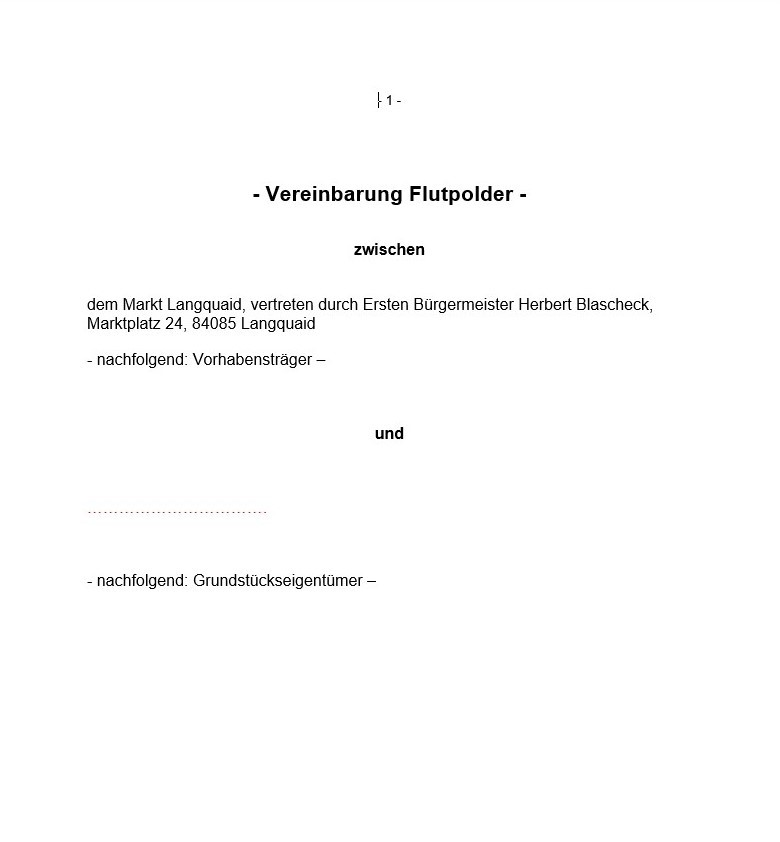 - 1 -
- Vereinbarung Flutpolder -
zwischen
dem Markt Langquaid, vertreten durch Ersten Bürgermeister Herbert Blascheck,
Marktplatz 24, 84085 Langquaid
- nachfolgend: Vorhabensträger –
und
.................................
- nachfolgend: Grundstückseigentümer –